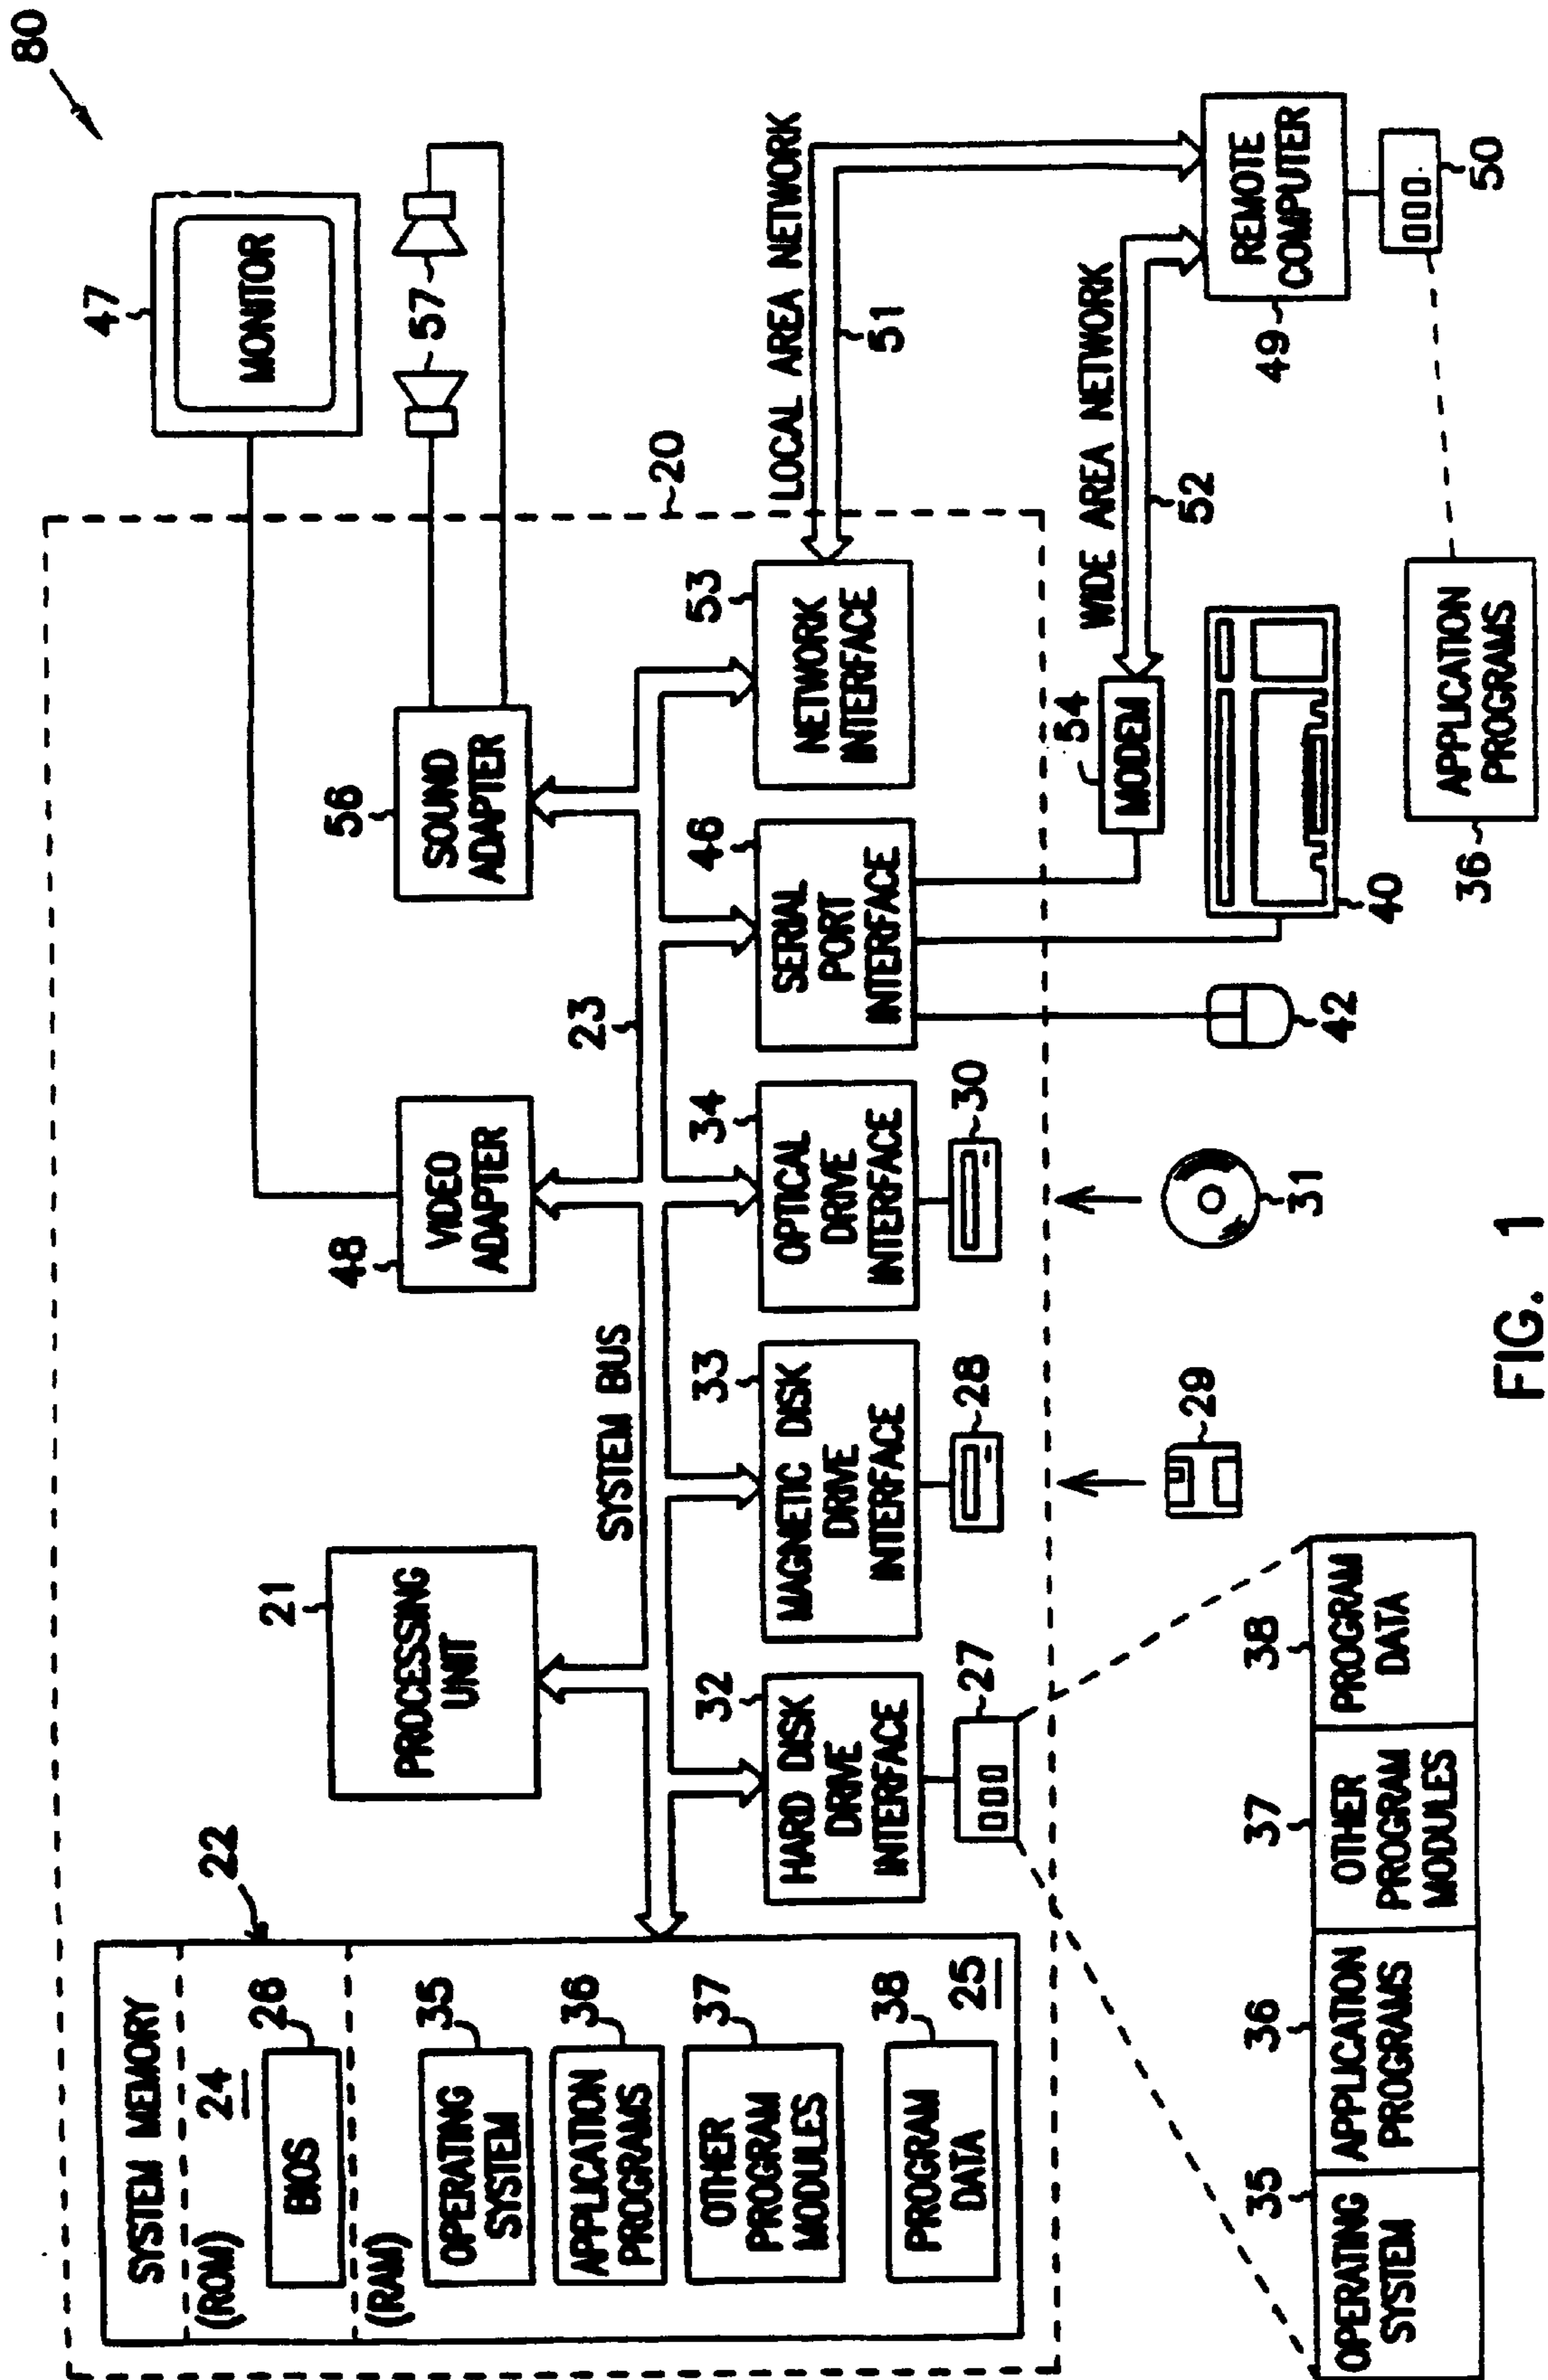 80
SYSTEM MEMORY
22
(ROM) 24
BIOS
26
(RAM)
OPERATING
SYSTEM
35
APPLICATION
PROGRAMS
36
OTHER
PROGRAM
MODULES
37
PROGRAM
DATA
38
25
21
PROCESSING
UNIT
SYSTEM BUS
23
48
VIDEO
ADAPTER
56
SOUND
ADAPTER
47
MONITOR
57
20
32
HARD DISK
DRIVE
INTERFACE
27
33
MAGNETIC DISK
DRIVE
INTERFACE
28
29
34
OPTICAL
DRIVE
INTERFACE
30
31
46
SERIAL
PORT
INTERFACE
53
NETWORK
INTERFACE
LOCAL AREA NETWORK
51
54
MODEM
WIDE AREA NETWORK
52
42
40
REMOTE
COMPUTER
49
50
OPERATING
SYSTEM
35
APPLICATION
PROGRAMS
36
OTHER
PROGRAM
MODULES
37
PROGRAM
DATA
38
36
APPLICATION
PROGRAMS
FIG. 1